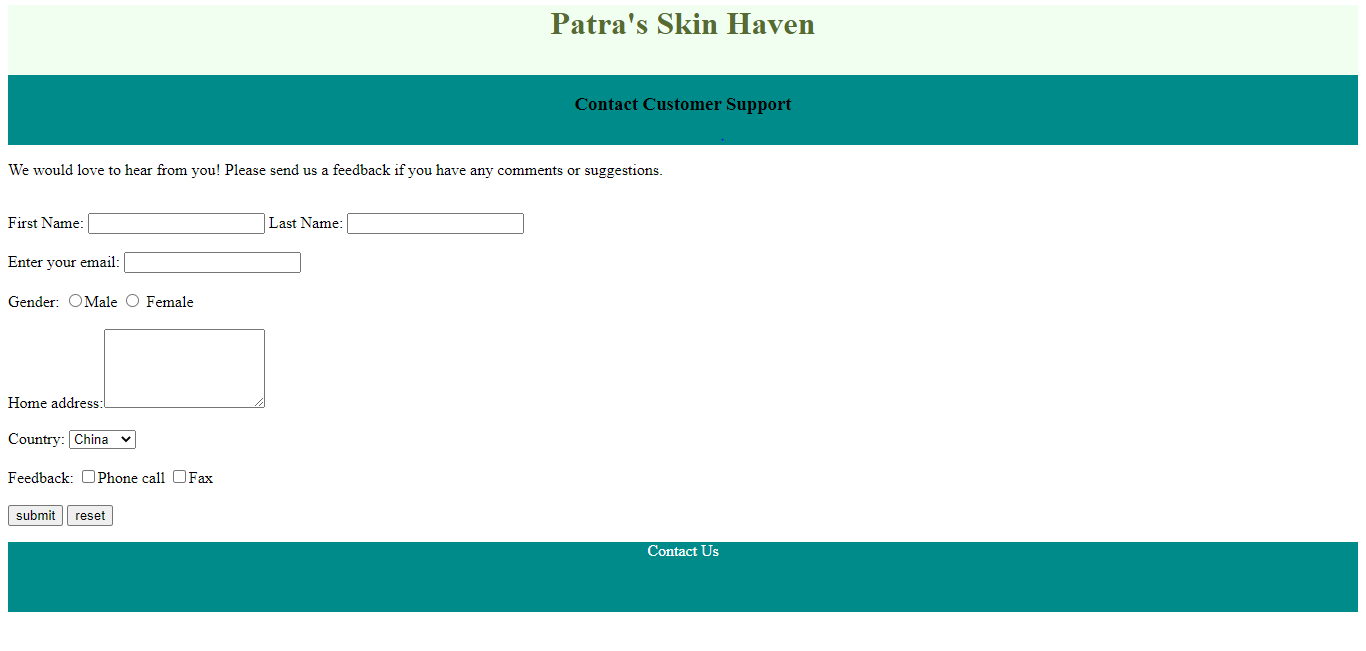 Patra's Skin Haven
Contact Customer Support
.
We would love to hear from you! Please send us a feedback if you have any comments or suggestions.
First Name: Last Name:
Enter your email:
Gender: Male Female
Home address:
Country: China
Feedback: Phone call Fax
submit reset
Contact Us